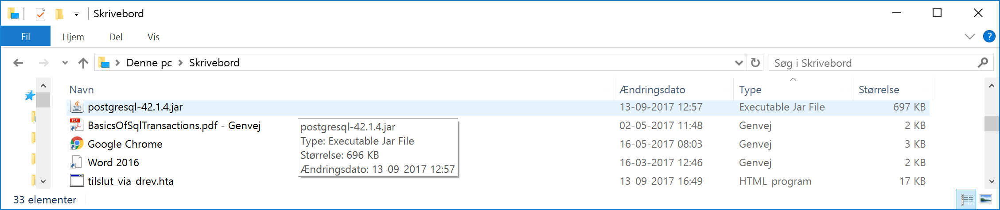 Skrivebord
Fil Hjem Del Vis ?
Denne pc Skrivebord Søg i Skrivebord
Navn Ændringsdato Type Størrelse
postgresql-42.1.4.jar 13-09-2017 12:57 Executable Jar File 697 KB
BasicsOfSqlTransactions.pdf - Genvej 02-05-2017 11:48 Genvej 2 KB
Google Chrome 16-05-2017 08:03 Genvej 3 KB
Word 2016 16-03-2017 12:46 Genvej 2 KB
tilslut_via-drev.hta 13-09-2017 16:49 HTML-program 17 KB
postgresql-42.1.4.jar
Type: Executable Jar File
Størrelse: 696 KB
Ændringsdato: 13-09-2017 12:57
33 elementer
PDF